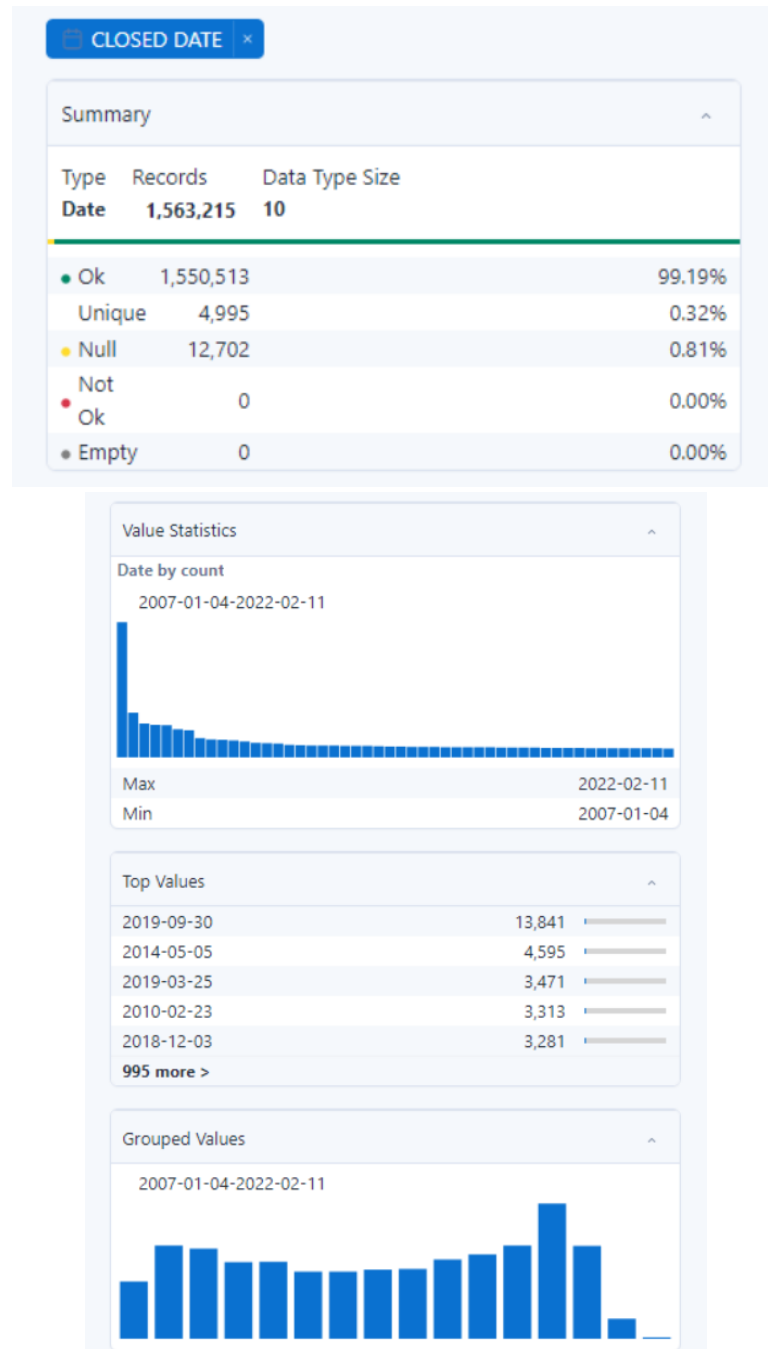 CLOSED DATE ×
Summary
Type Records Data Type Size
Date 1,563,215 10
Ok 1,550,513 99.19%
Unique 4,995 0.32%
Null 12,702 0.81%
Not
Ok 0 0.00%
Empty 0 0.00%
Value Statistics
Date by count
2007-01-04-2022-02-11
Max 2022-02-11
Min 2007-01-04
Top Values
2019-09-30 13,841
2014-05-05 4,595
2019-03-25 3,471
2010-02-23 3,313
2018-12-03 3,281
995 more >
Grouped Values
2007-01-04-2022-02-11